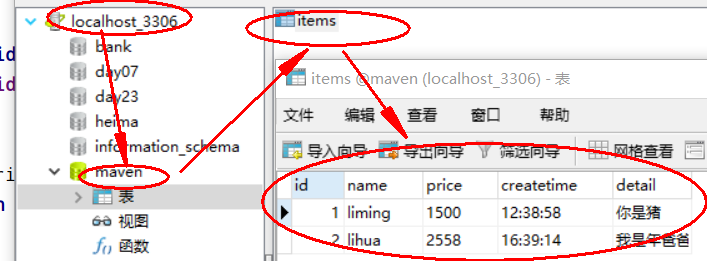 localhost_3306
bank
day07
day23
heima
information_schema
maven
表
视图
函数
items
items @maven (localhost_3306) - 表
文件 编辑 查看 窗口 帮助
导入向导 导出向导 筛选向导 网格查看
id name price createtime detail
1 liming 1500 12:38:58 你是猪
2 lihua 2558 16:39:14 我是年爸爸